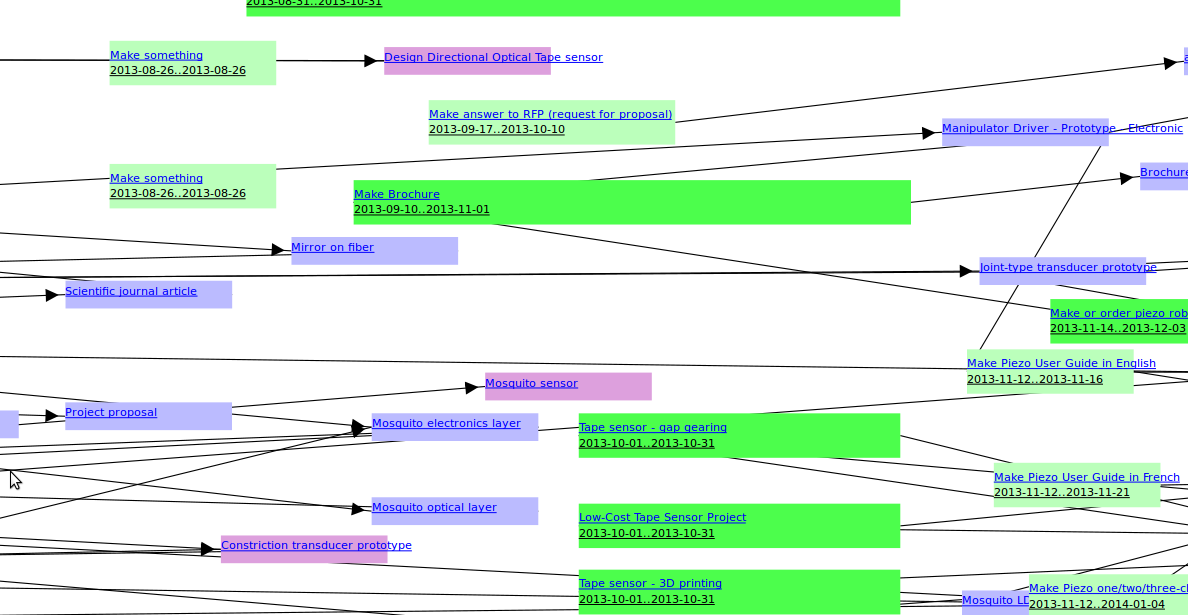 2013-08-31..2013-10-31
Make something
2013-08-26..2013-08-26
Design Directional Optical Tape sensor
Make answer to RFP (request for proposal)
2013-09-17..2013-10-10
Manipulator Driver - Prototype - Electronic
Make something
2013-08-26..2013-08-26
Make Brochure
2013-09-10..2013-11-01
Brochure
Mirror on fiber
Joint-type transducer prototype
Scientific journal article
Make or order piezo rob
2013-11-14..2013-12-03
Make Piezo User Guide in English
2013-11-12..2013-11-16
Mosquito sensor
Project proposal
Mosquito electronics layer
Tape sensor - gap gearing
2013-10-01..2013-10-31
Make Piezo User Guide in French
2013-11-12..2013-11-21
Mosquito optical layer
Low-Cost Tape Sensor Project
2013-10-01..2013-10-31
Constriction transducer prototype
Tape sensor - 3D printing
2013-10-01..2013-10-31
Make Piezo one/two/three-c
2013-11-12..2014-01-04
Mosquito LD